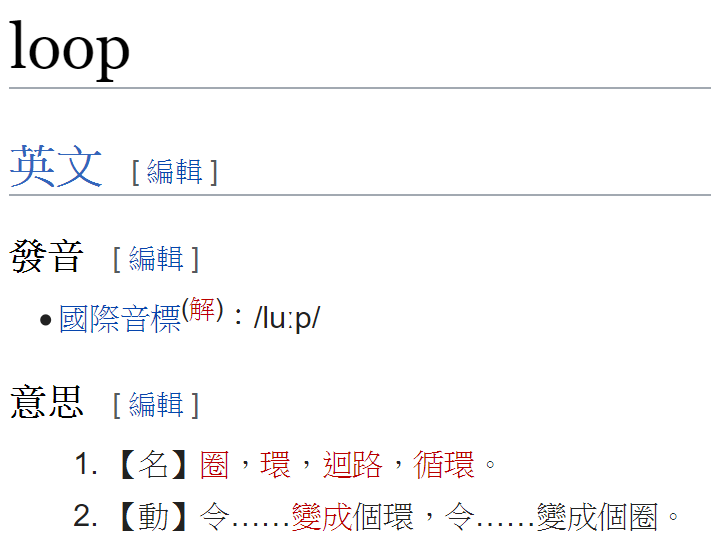 loop
英文 [ 編輯 ]
發音 [ 編輯 ]
• 國際音標(解)：/luːp/
意思 [ 編輯 ]
1. 【名】圈，環，迴路，循環。
2. 【動】令……變成個環，令……變成個圈。